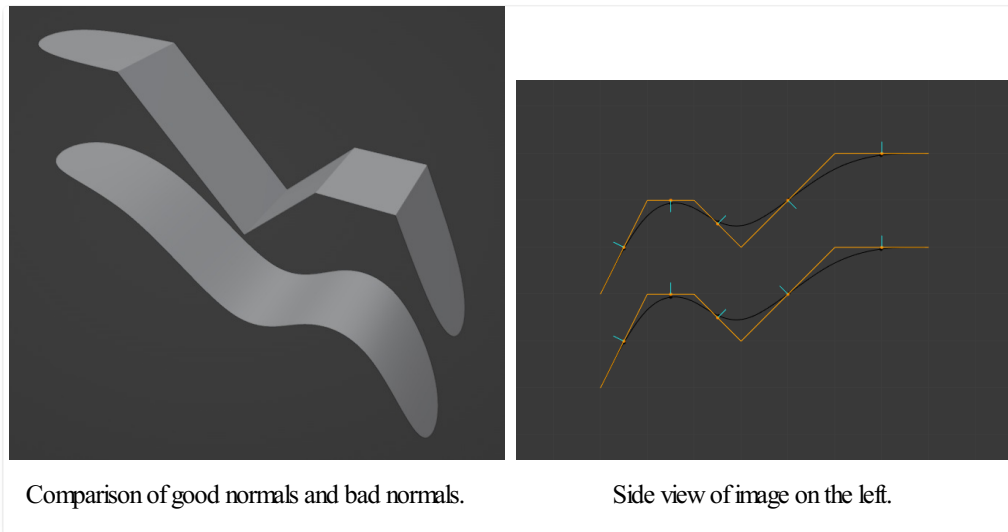 Comparison of good normals and bad normals.
Side view of image on the left.